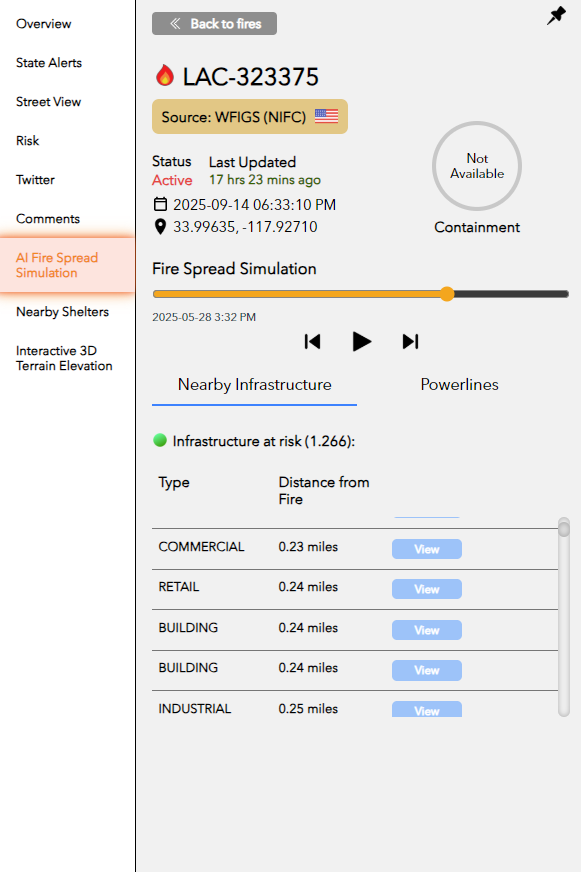 Overview
State Alerts
Street View
Risk
Twitter
Comments
AI Fire Spread
Simulation
Nearby Shelters
Interactive 3D
Terrain Elevation
Back to fires
LAC-323375
Source: WFIGS (NIFC)
Status Last Updated
Active 17 hrs 23 mins ago
2025-09-14 06:33:10 PM
33.99635, -117.92710
Not
Available
Containment
Fire Spread Simulation
2025-05-28 3:32 PM
Nearby Infrastructure Powerlines
Infrastructure at risk (1.266):
Type Distance from
Fire
COMMERCIAL 0.23 miles View
RETAIL 0.24 miles View
BUILDING 0.24 miles View
BUILDING 0.24 miles View
INDUSTRIAL 0.25 miles View